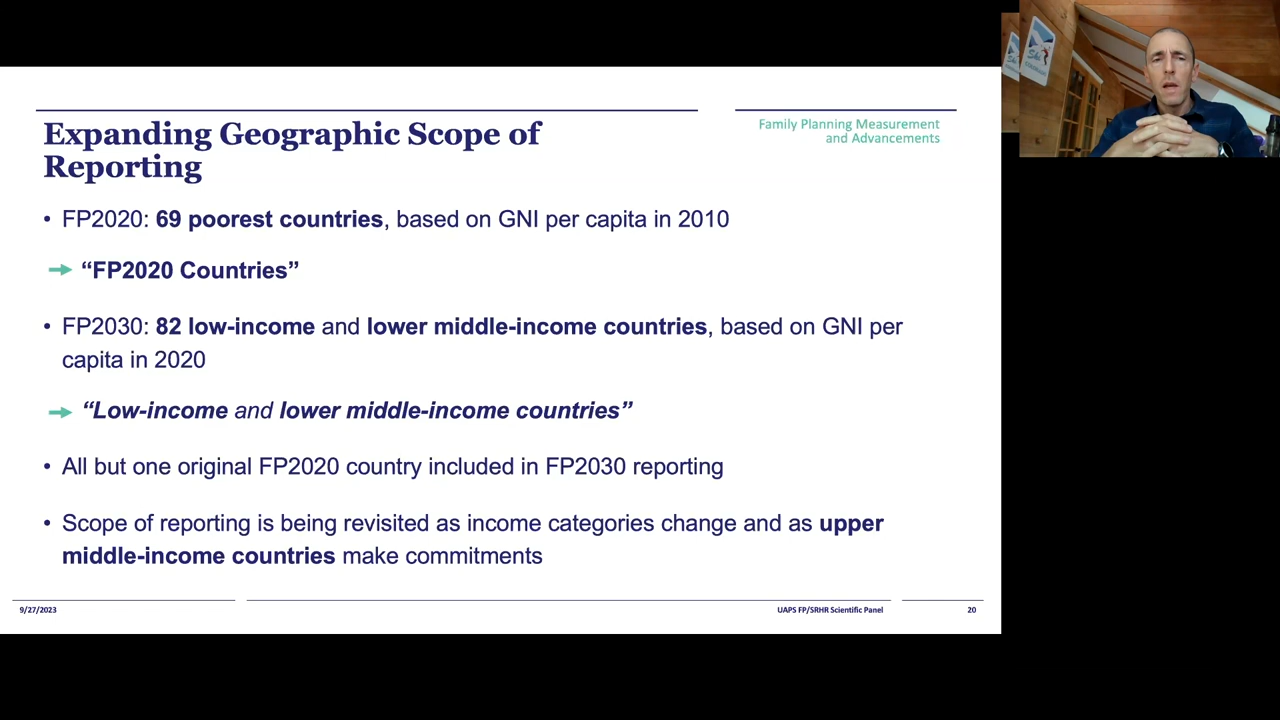 Expanding Geographic Scope of
Reporting
Family Planning Measurement
and Advancements
• FP2020: 69 poorest countries, based on GNI per capita in 2010
“FP2020 Countries”
• FP2030: 82 low-income and lower middle-income countries, based on GNI per
capita in 2020
“Low-income and lower middle-income countries”
• All but one original FP2020 country included in FP2030 reporting
• Scope of reporting is being revisited as income categories change and as upper
middle-income countries make commitments
9/27/2023
UAPS FP/SRHR Scientific Panel
20
Ski